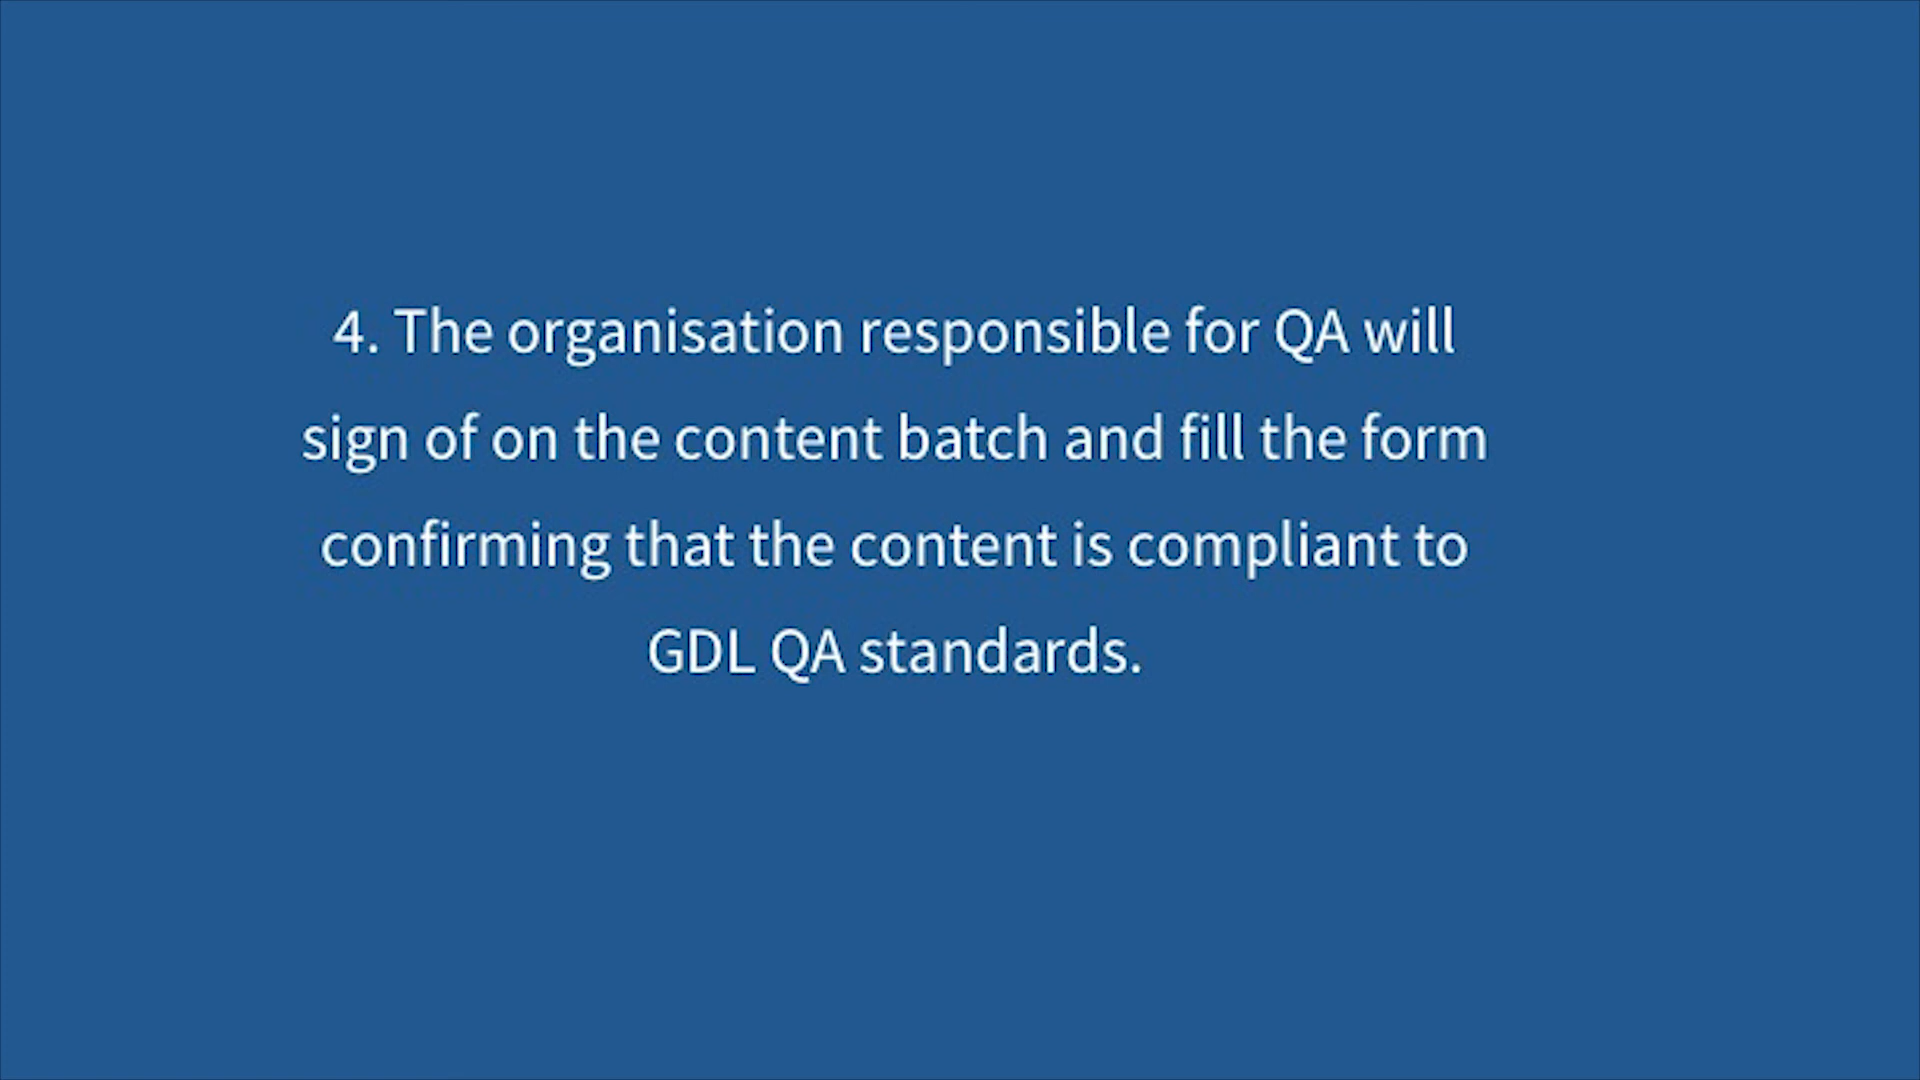 4. The organisation responsible for QA will
sign of on the content batch and fill the form
confirming that the content is compliant to
GDL QA standards.